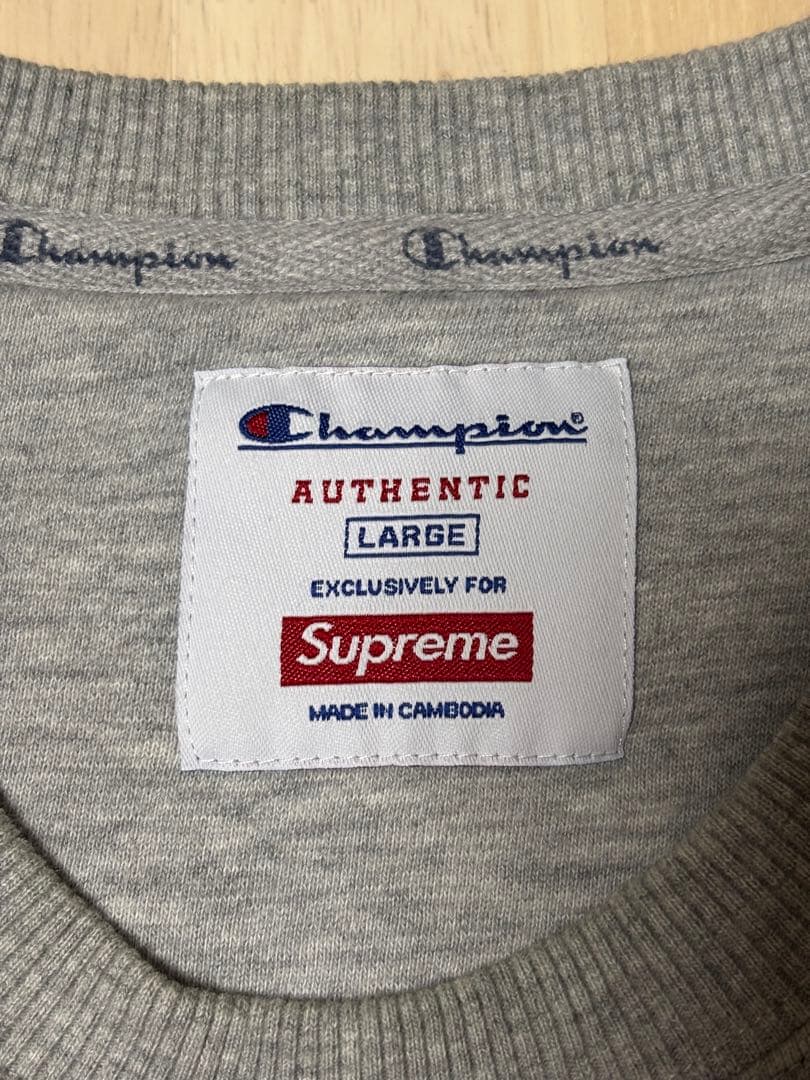 Champion Champion
Champion®
AUTHENTIC
LARGE
EXCLUSIVELY FOR
Supreme
MADE IN CAMBODIA